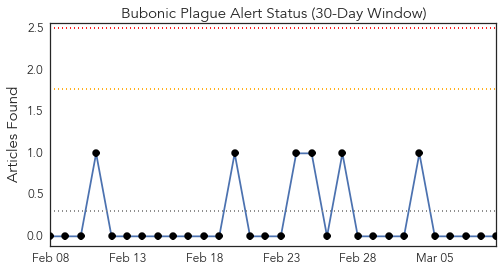 Bubonic Plague Alert Status (30-Day Window)
Articles Found
2.5
2.0
1.5
1.0
0.5
0.0
Feb 08 Feb 13 Feb 18 Feb 23 Feb 28 Mar 05